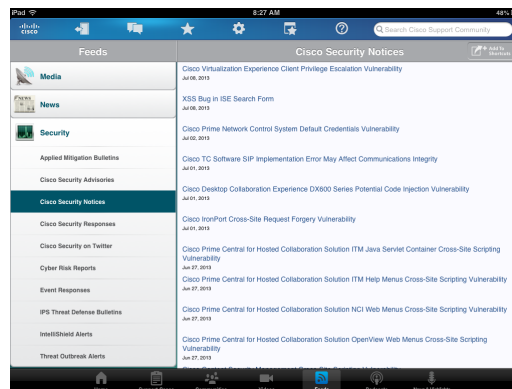 iPad
8:27 AM
48%
CISCO
Search Cisco Support Community
Feeds
Cisco Security Notices
Add to
Shortcuts
Media
NEWS
News
Security
Applied Mitigation Bulletins
Cisco Security Advisories
Cisco Security Notices
Cisco Security Responses
Cisco Security on Twitter
Cyber Risk Reports
Event Responses
IPS Threat Defense Bulletins
IntelliShield Alerts
Threat Outbreak Alerts
Cisco Virtualization Experience Client Privilege Escalation Vulnerability
Jul 08, 2013
XSS Bug in ISE Search Form
Jul 08, 2013
Cisco Prime Network Control System Default Credentials Vulnerability
Jul 02, 2013
Cisco TC Software SIP Implementation Error May Affect Communications Integrity
Jul 01, 2013
Cisco Desktop Collaboration Experience DX600 Series Potential Code Injection Vulnerability
Jul 01, 2013
Cisco IronPort Cross-Site Request Forgery Vulnerability
Jul 01, 2013
Cisco Prime Central for Hosted Collaboration Solution ITM Java Servlet Container Cross-Site Scripting
Vulnerability
Jun 27, 2013
Cisco Prime Central for Hosted Collaboration Solution ITM Help Menus Cross-Site Scripting Vulnerability
Jun 27, 2013
Cisco Prime Central for Hosted Collaboration Solution NCI Web Menus Cross-Site Scripting Vulnerability
Jun 27, 2013
Cisco Prime Central for Hosted Collaboration Solution OpenView Web Menus Cross-Site Scripting
Vulnerability
Jun 27, 2013